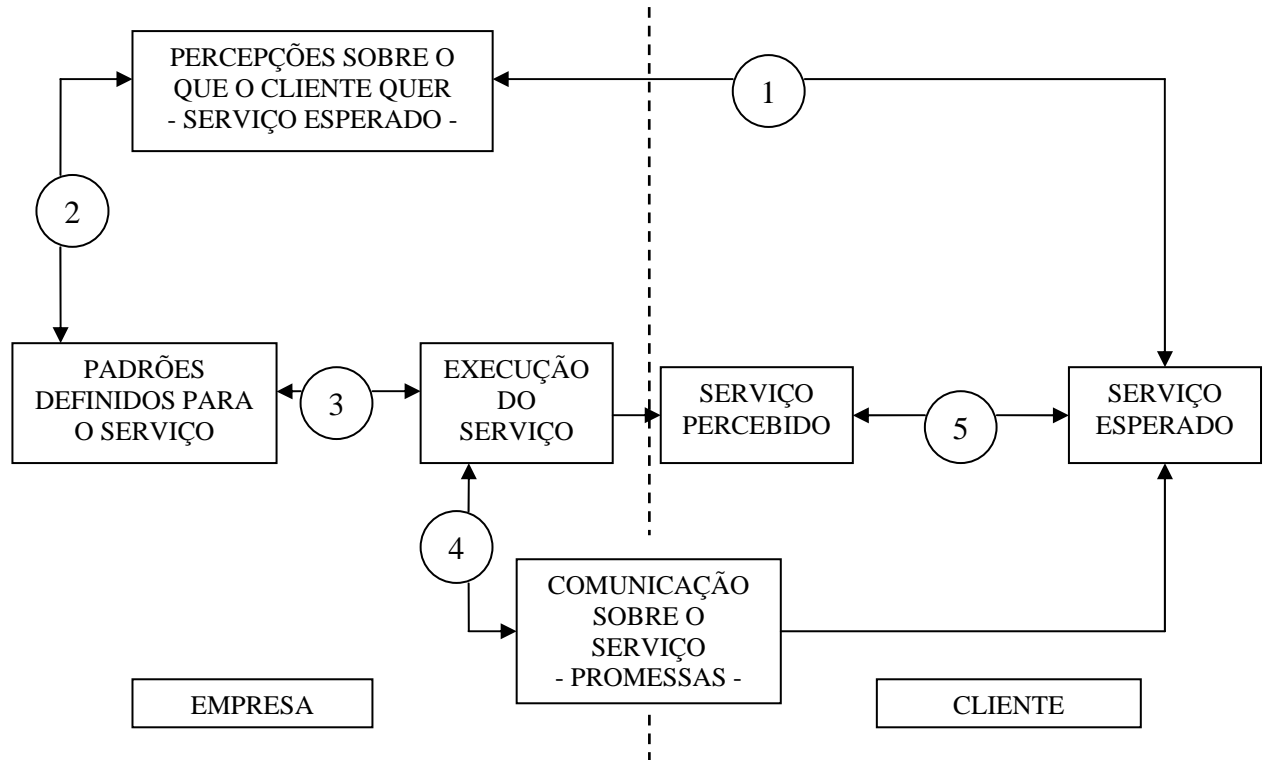 PERCEPÇÕES SOBRE O
QUE O CLIENTE QUER
- SERVIÇO ESPERADO -
1
2
PADRÕES
DEFINIDOS PARA
O SERVIÇO
3
EXECUÇÃO
DO
SERVIÇO
SERVIÇO
PERCEBIDO
5
SERVIÇO
ESPERADO
4
COMUNICAÇÃO
SOBRE O
SERVIÇO
- PROMESSAS -
EMPRESA
CLIENTE